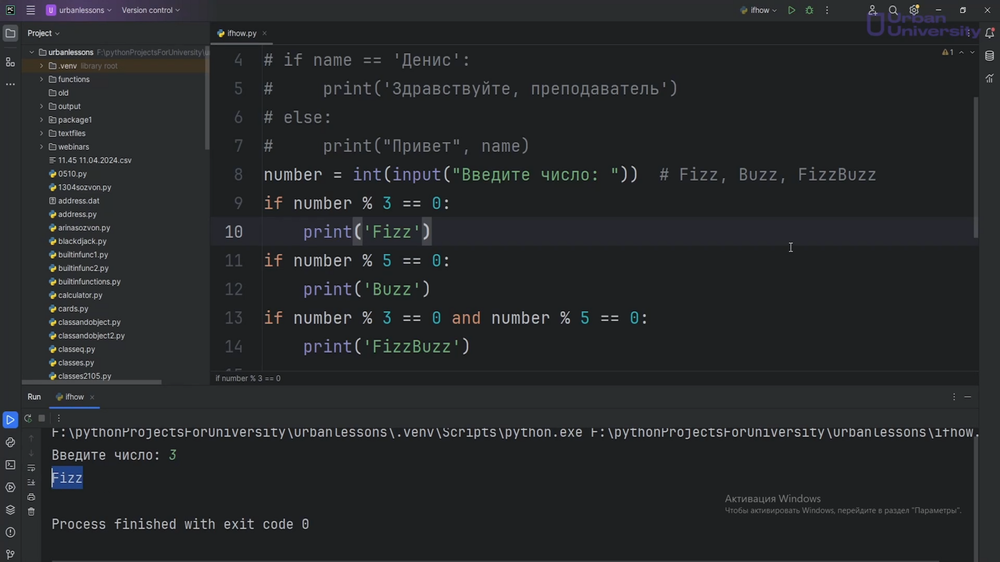 urbanlessons
Version control
ifhow
Urban
University
Project
ifhow.py
urbanlessons F:\pythonProjectsForUniversity\u
.venv library root
functions
old
output
package1
textfiles
webinars
11.45 11.04.2024.csv
0510.py
1304sozvon.py
address.dat
address.py
arinasozvon.py
blackdjack.py
builtinfunc1.py
builtinfunc2.py
builtinfunctions.py
calculator.py
cards.py
classandobject.py
classandobject2.py
classeq.py
classes.py
classes2105.py
1
4 # if name == 'Денис':
5 #     print('Здравствуйте, преподаватель')
6 # else:
7 #     print("Привет", name)
8 number = int(input("Введите число: "))  # Fizz, Buzz, FizzBuzz
9 if number % 3 == 0:
10     print('Fizz')
11 if number % 5 == 0:
12     print('Buzz')
13 if number % 3 == 0 and number % 5 == 0:
14     print('FizzBuzz')
if number % 3 == 0
Run
ifhow
F:\pythonProjectsForUniversity\urbanlessons\.venv\Scripts\python.exe F:\pythonProjectsForUniversity\urbanlessons\ifhow.
Введите число: 3
Fizz
Process finished with exit code 0
Активация Windows
Чтобы активировать Windows, перейдите в раздел "Параметры".